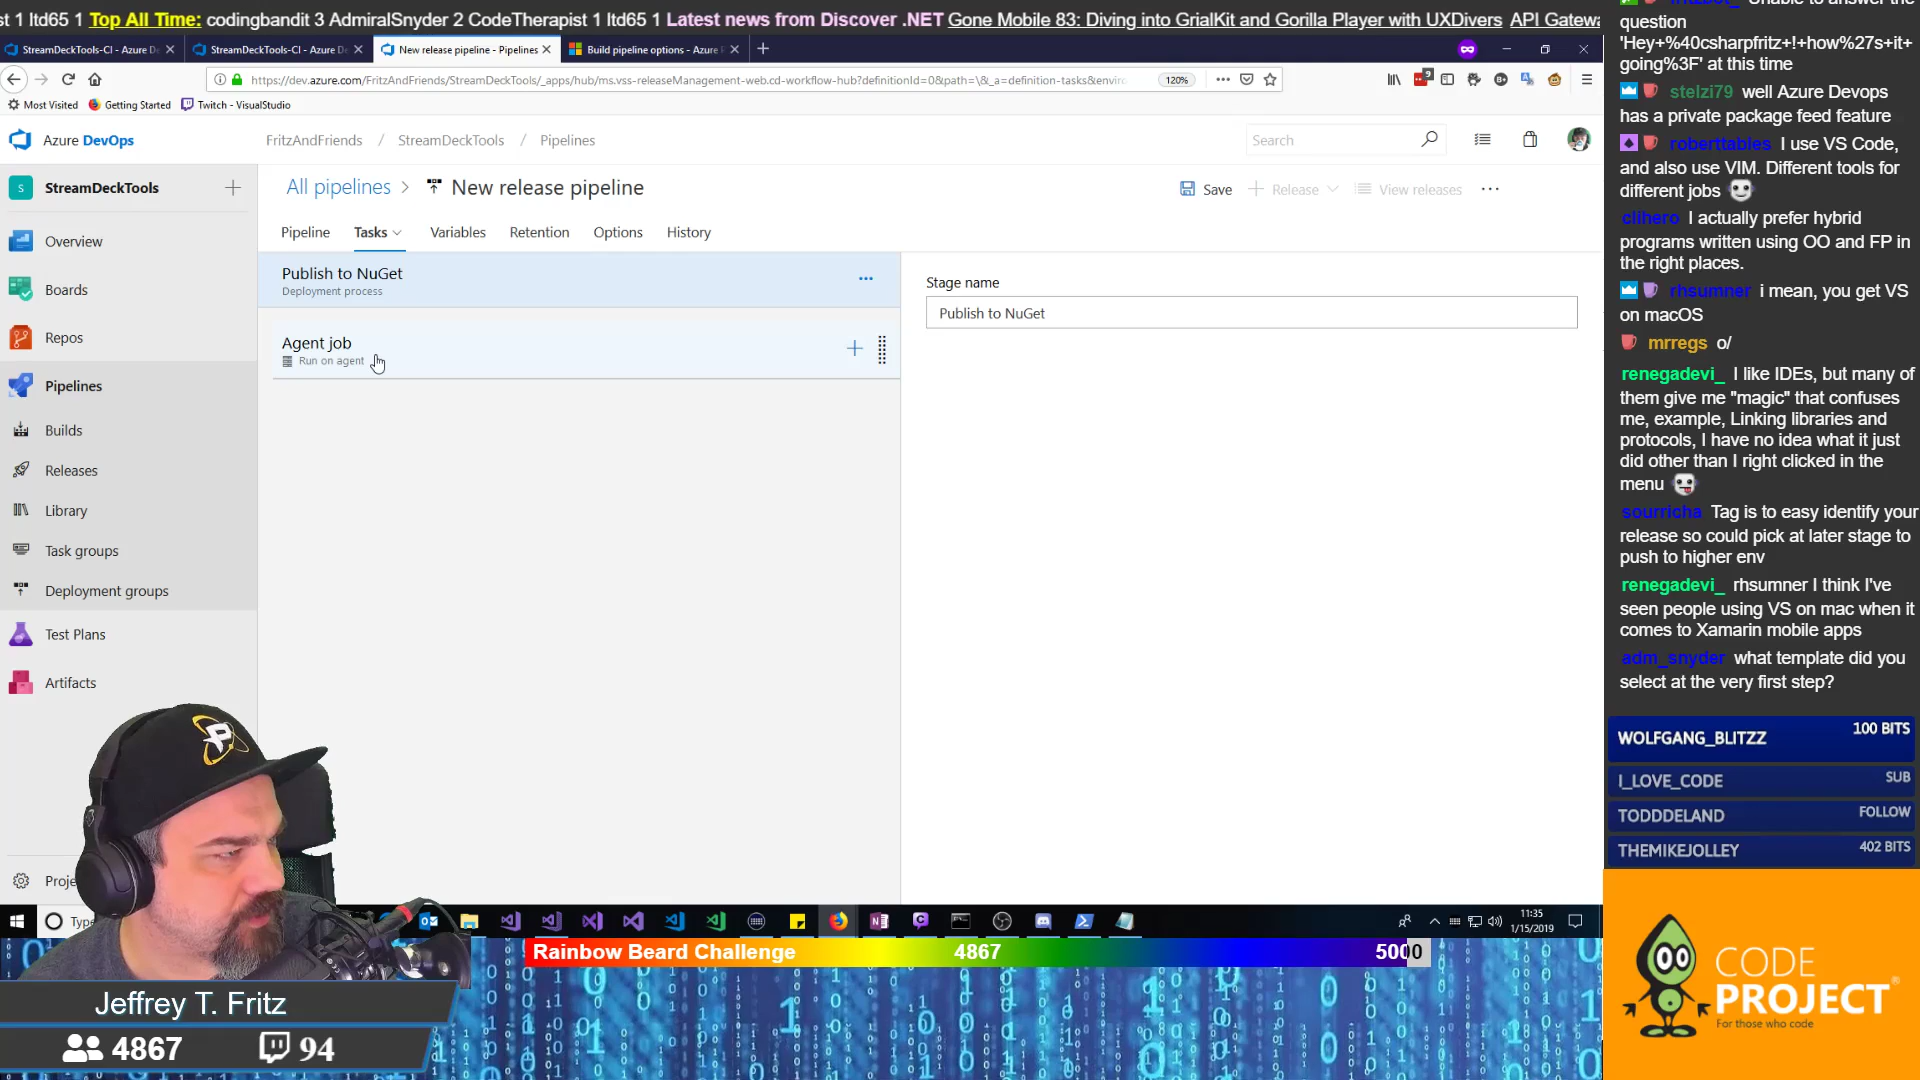 st 1 ltd65 1 Top All Time: codingbandit 3 AdmiralSnyder 2 CodeTherapist 1 ltd65 1 Latest news from Discover .NET Gone Mobile 83: Diving into GrialKit and Gorilla Player with UXDivers API Gatewa
StreamDeckTools-CI - Azure De
StreamDeckTools-CI - Azure De
New release pipeline - Pipelines
Build pipeline options - Azure
https://dev.azure.com/FritzAndFriends/StreamDeckTools/_apps/hub/ms.vss-releaseManagement-web.cd-workflow-hub?definitionId=0&path=\&_a=definition-tasks&enviro
120%
Most Visited
Getting Started
Twitch - VisualStudio
Azure DevOps
FritzAndFriends / StreamDeckTools / Pipelines
Search
S
StreamDeckTools
Overview
Boards
Repos
Pipelines
Builds
Releases
Library
Task groups
Deployment groups
Test Plans
Artifacts
Proje
All pipelines > New release pipeline
Save
Release
View releases
Pipeline
Tasks
Variables
Retention
Options
History
Publish to NuGet
Deployment process
Agent job
Run on agent
Stage name
Publish to NuGet
Type
11:35
1/15/2019
question
'Hey+%40csharpfritz+!+how%27s+it+
going%3F' at this time
stelzi79 well Azure Devops
has a private package feed feature
roberttables I use VS Code,
and also use VIM. Different tools for
different jobs
clihero I actually prefer hybrid
programs written using OO and FP in
the right places.
rhsumner i mean, you get VS
on macOS
mrregs o/
renegadevi_ I like IDEs, but many of
them give me "magic" that confuses
me, example, Linking libraries and
protocols, I have no idea what it just
did other than I right clicked in the
menu
sourricha Tag is to easy identify your
release so could pick at later stage to
push to higher env
renegadevi_ rhsumner I think I've
seen people using VS on mac when it
comes to Xamarin mobile apps
adm_snyder what template did you
select at the very first step?
WOLFGANG_BLITZZ 100 BITS
I_LOVE_CODE SUB
TODDDELAND FOLLOW
THEMIKEJOLLEY 402 BITS
Rainbow Beard Challenge 4867 5000
Jeffrey T. Fritz
4867 94
CODE
PROJECT®
For those who code